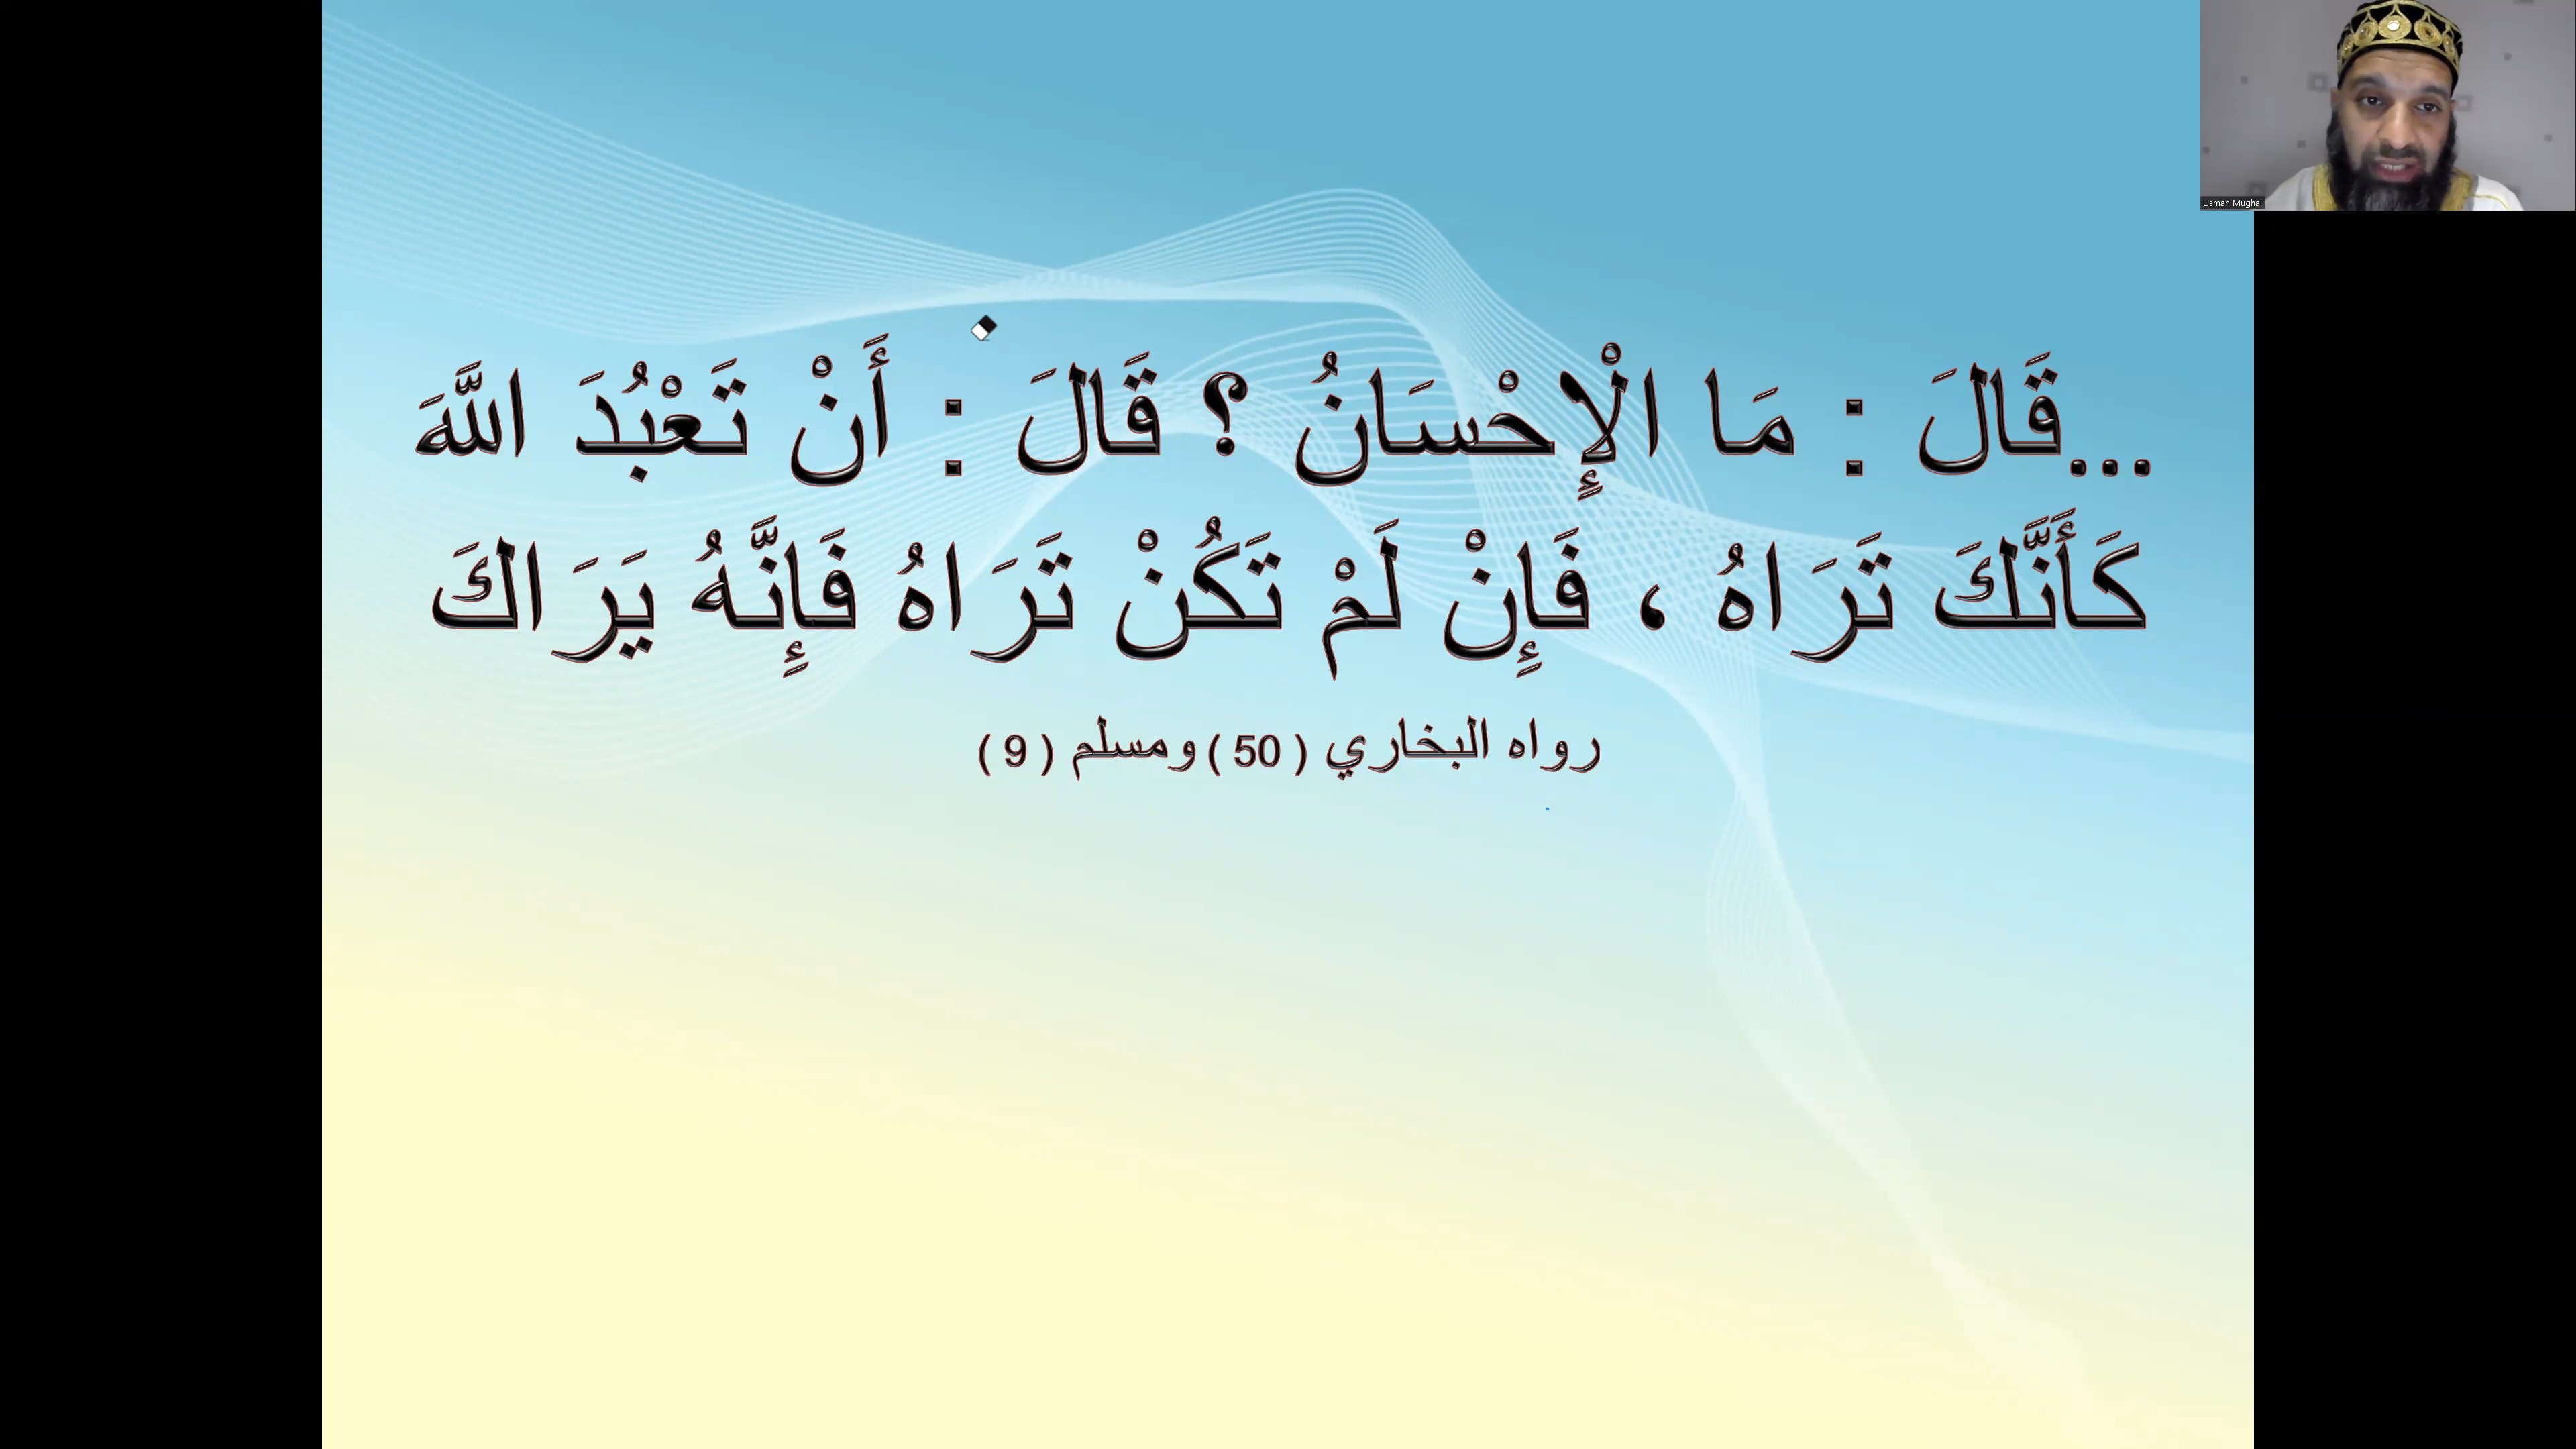 ...قَالَ : مَا الْإِحْسَانُ ؟ قَالَ : أَنْ تَعْبُدَ اللَّهَ
كَأَنَّكَ تَرَاهُ ، فَإِنْ لَمْ تَكُنْ تَرَاهُ فَإِنَّهُ يَرَاكَ
رواه البخاري ( 50 ) ومسلم ( 9 )
Usman Mughal